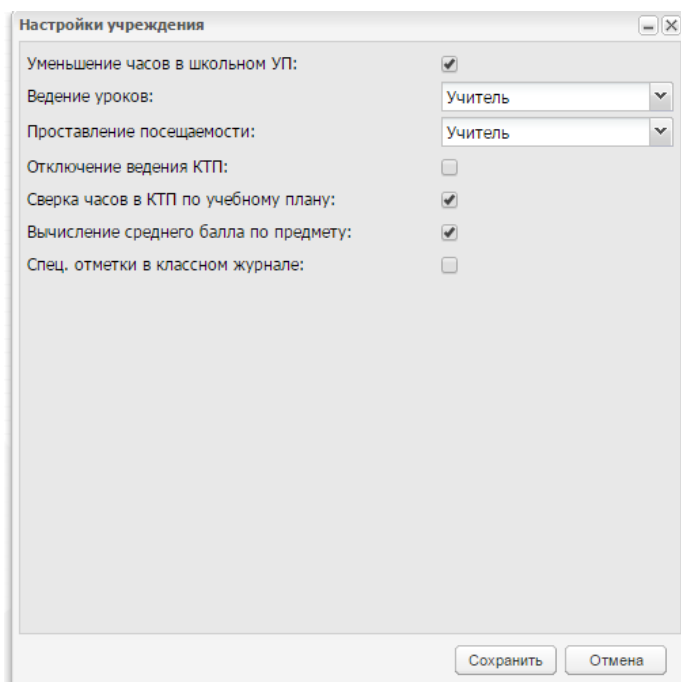 Настройки учреждения
Уменьшение часов в школьном УП:
Ведение уроков: Учитель
Проставление посещаемости: Учитель
Отключение ведения КТП:
Сверка часов в КТП по учебному плану:
Вычисление среднего балла по предмету:
Спец. отметки в классном журнале:
Сохранить Отмена